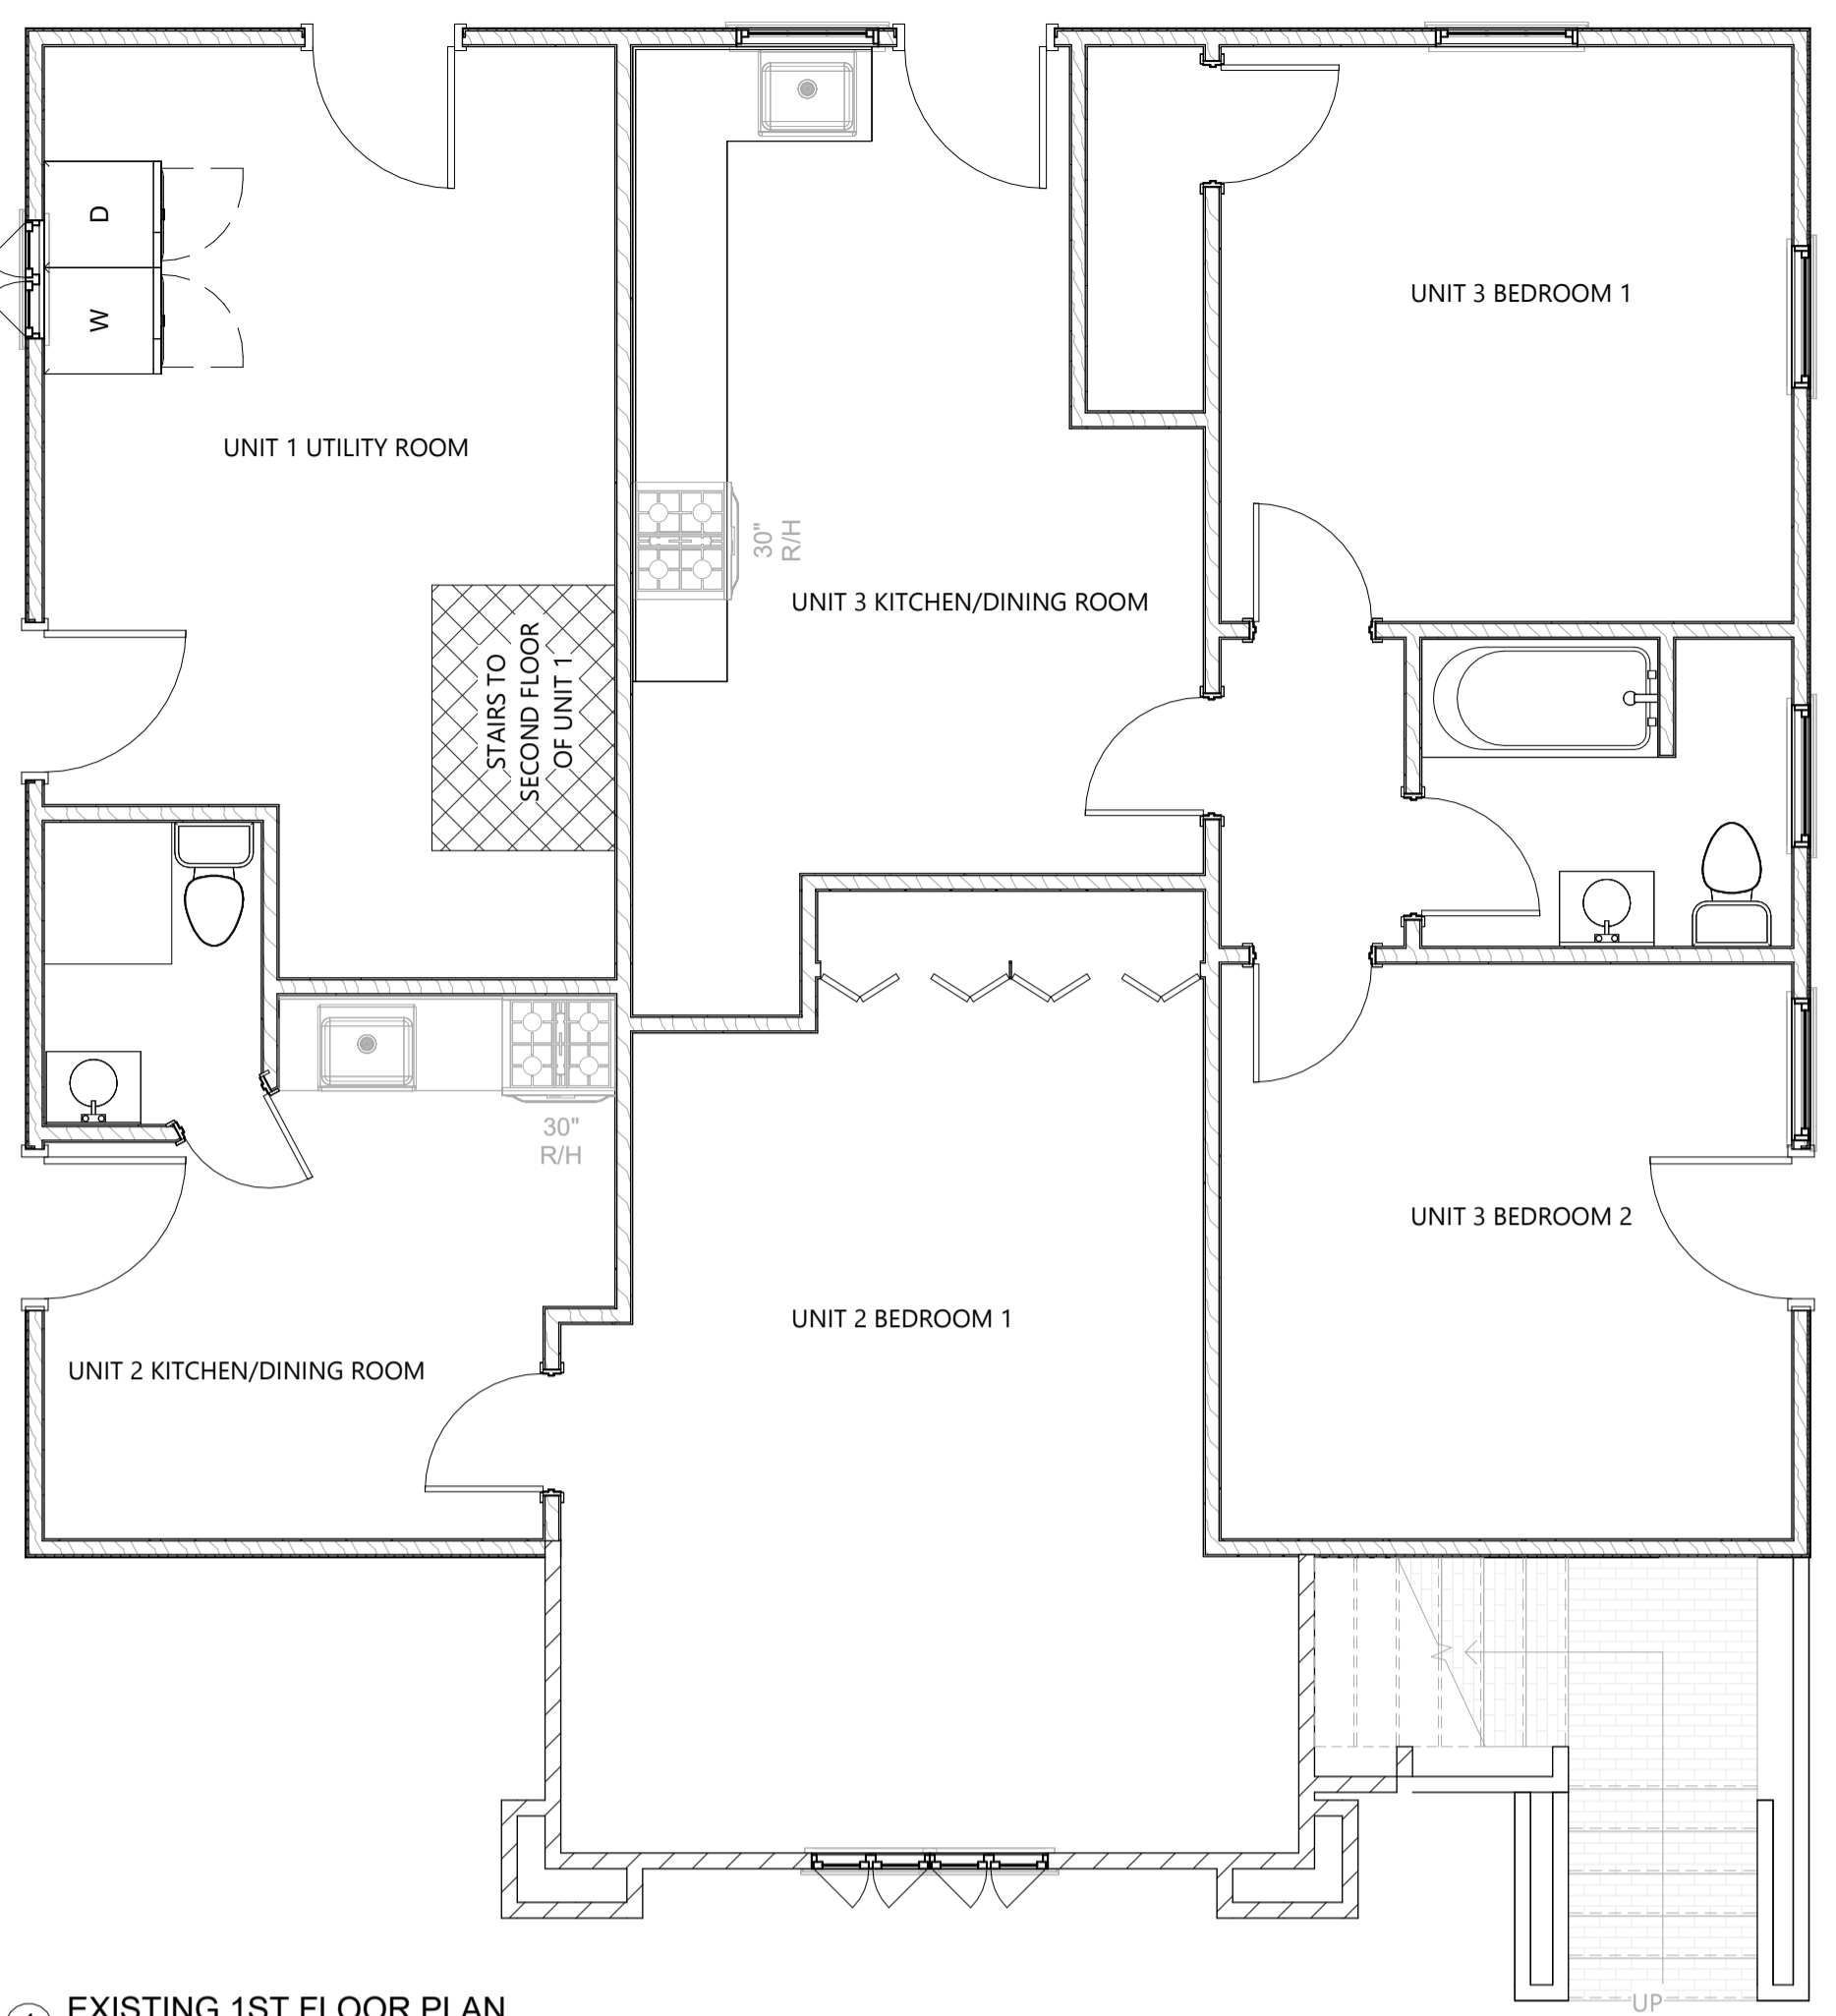 D
W
UNIT 3 BEDROOM 1
UNIT 1 UTILITY ROOM
30"
R/H
UNIT 3 KITCHEN/DINING ROOM
STAIRS TO
SECOND FLOOR
OF UNIT 1
30"
R/H
UNIT 3 BEDROOM 2
UNIT 2 BEDROOM 1
UNIT 2 KITCHEN/DINING ROOM
EXISTING 1ST FLOOR PLAN
UP